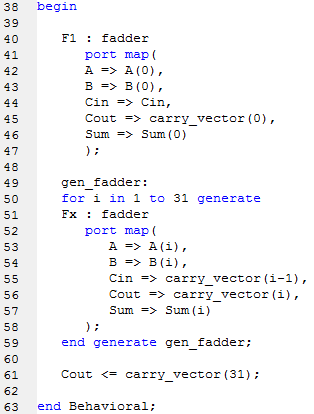 38 begin
39
40 F1 : fadder
41 port map(
42 A => A(0),
43 B => B(0),
44 Cin => Cin,
45 Cout => carry_vector(0),
46 Sum => Sum(0)
47 );
48
49 gen_fadder:
50 for i in 1 to 31 generate
51 Fx : fadder
52 port map(
53 A => A(i),
54 B => B(i),
55 Cin => carry_vector(i-1),
56 Cout => carry_vector(i),
57 Sum => Sum(i)
58 );
59 end generate gen_fadder;
60
61 Cout <= carry_vector(31);
62
63 end Behavioral;